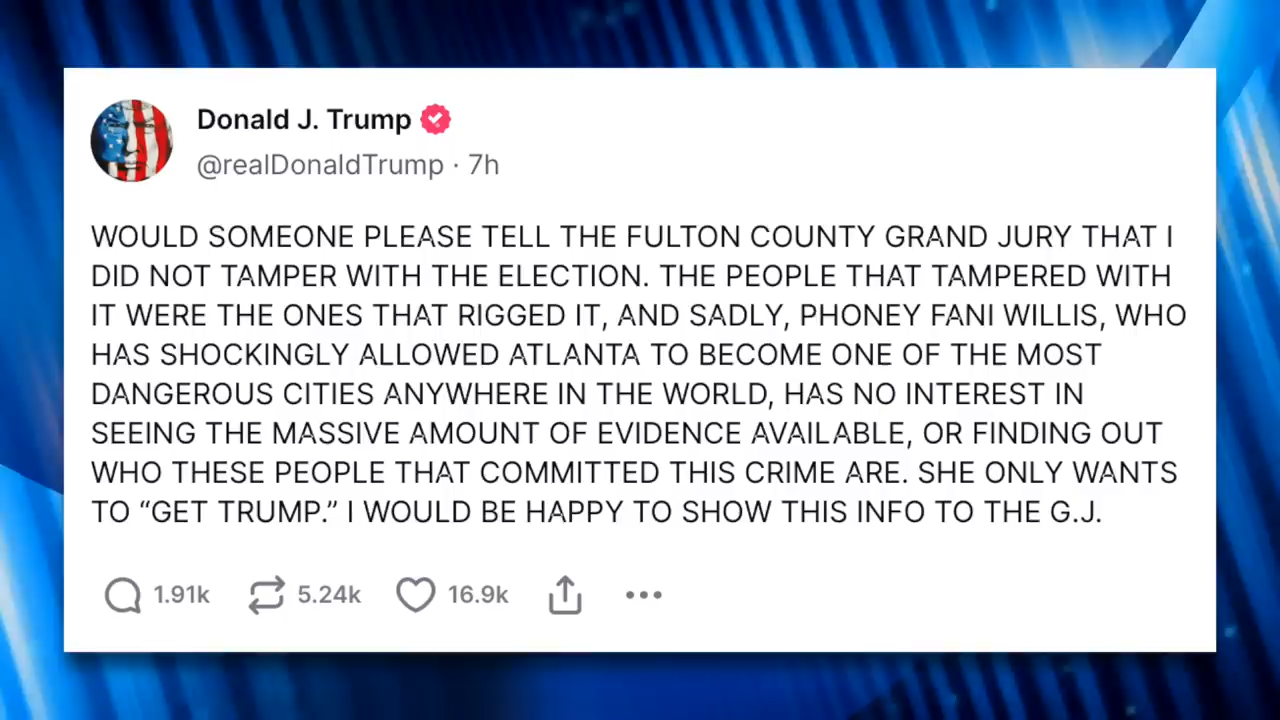 Donald J. Trump
@realDonaldTrump · 7h
WOULD SOMEONE PLEASE TELL THE FULTON COUNTY GRAND JURY THAT I
DID NOT TAMPER WITH THE ELECTION. THE PEOPLE THAT TAMPERED WITH
IT WERE THE ONES THAT RIGGED IT, AND SADLY, PHONEY FANI WILLIS, WHO
HAS SHOCKINGLY ALLOWED ATLANTA TO BECOME ONE OF THE MOST
DANGEROUS CITIES ANYWHERE IN THE WORLD, HAS NO INTEREST IN
SEEING THE MASSIVE AMOUNT OF EVIDENCE AVAILABLE, OR FINDING OUT
WHO THESE PEOPLE THAT COMMITTED THIS CRIME ARE. SHE ONLY WANTS
TO “GET TRUMP.” I WOULD BE HAPPY TO SHOW THIS INFO TO THE G.J.
1.91k 5.24k 16.9k